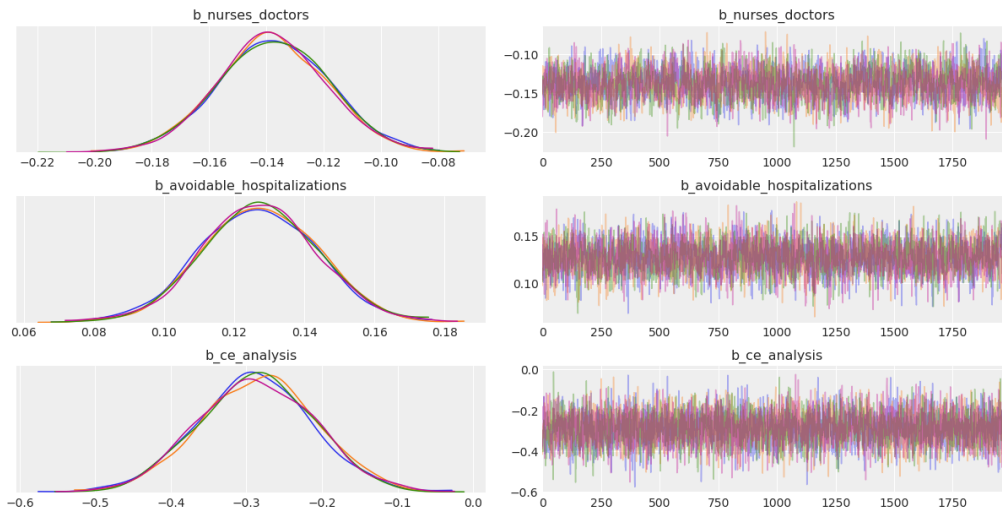 b_nurses_doctors b_nurses_doctors
−0.10
−0.15
−0.20
−0.22 −0.20 −0.18 −0.16 −0.14 −0.12 −0.10 −0.08 0 250 500 750 1000 1250 1500 1750
b_avoidable_hospitalizations b_avoidable_hospitalizations
0.15
0.10
0.06 0.08 0.10 0.12 0.14 0.16 0.18 0 250 500 750 1000 1250 1500 1750
b_ce_analysis b_ce_analysis
0.0
−0.2
−0.4
−0.6
−0.6 −0.5 −0.4 −0.3 −0.2 −0.1 0.0 0 250 500 750 1000 1250 1500 1750